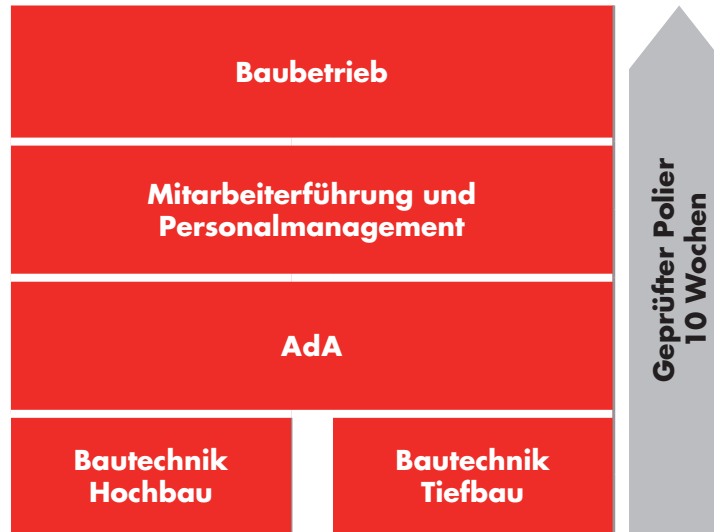 Baubetrieb
Mitarbeiterführung und
Personalmanagement
AdA
Bautechnik
Hochbau
Bautechnik
Tiefbau
Geprüfter Polier
10 Wochen